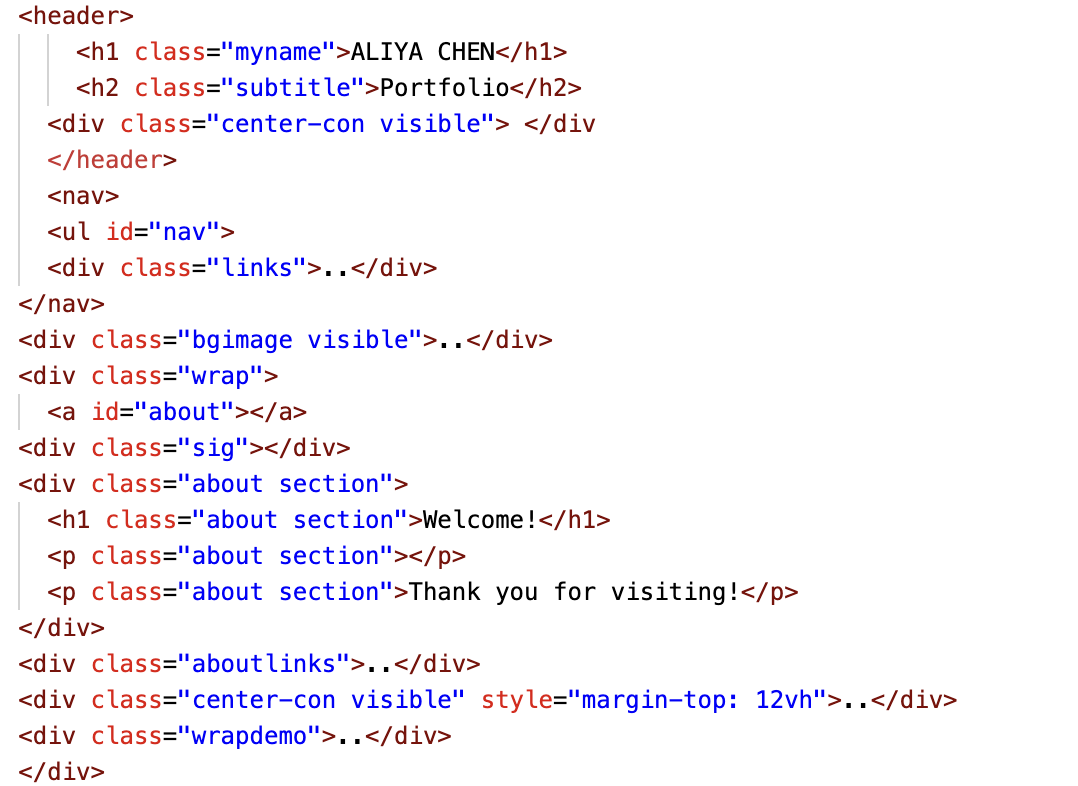 <header>
<h1 class="myname">ALIYA CHEN</h1>
<h2 class="subtitle">Portfolio</h2>
<div class="center-con visible"> </div
</header>
<nav>
<ul id="nav">
<div class="links">..</div>
</nav>
<div class="bgimage visible">..</div>
<div class="wrap">
<a id="about"></a>
<div class="sig"></div>
<div class="about section">
<h1 class="about section">Welcome!</h1>
<p class="about section"></p>
<p class="about section">Thank you for visiting!</p>
</div>
<div class="aboutlinks">..</div>
<div class="center-con visible" style="margin-top: 12vh">..</div>
<div class="wrapdemo">..</div>
</div>